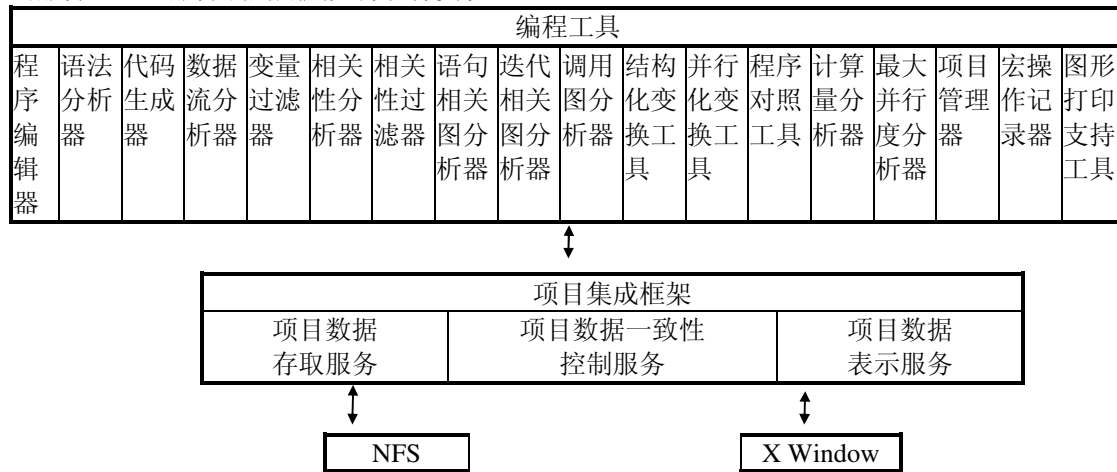 编程工具
程序编辑器
语法分析器
代码生成器
数据流分析器
变量过滤器
相关性分析器
相关性过滤器
语句相关图分析器
迭代相关图分析器
调用图分析器
结构化变换工具
并行化变换工具
程序对照工具
计算量分析器
最大并行度分析器
项目管理器
宏操作记录器
图形打印支持工具
项目集成框架
项目数据
存取服务
项目数据一致性
控制服务
项目数据
表示服务
NFS
X Window